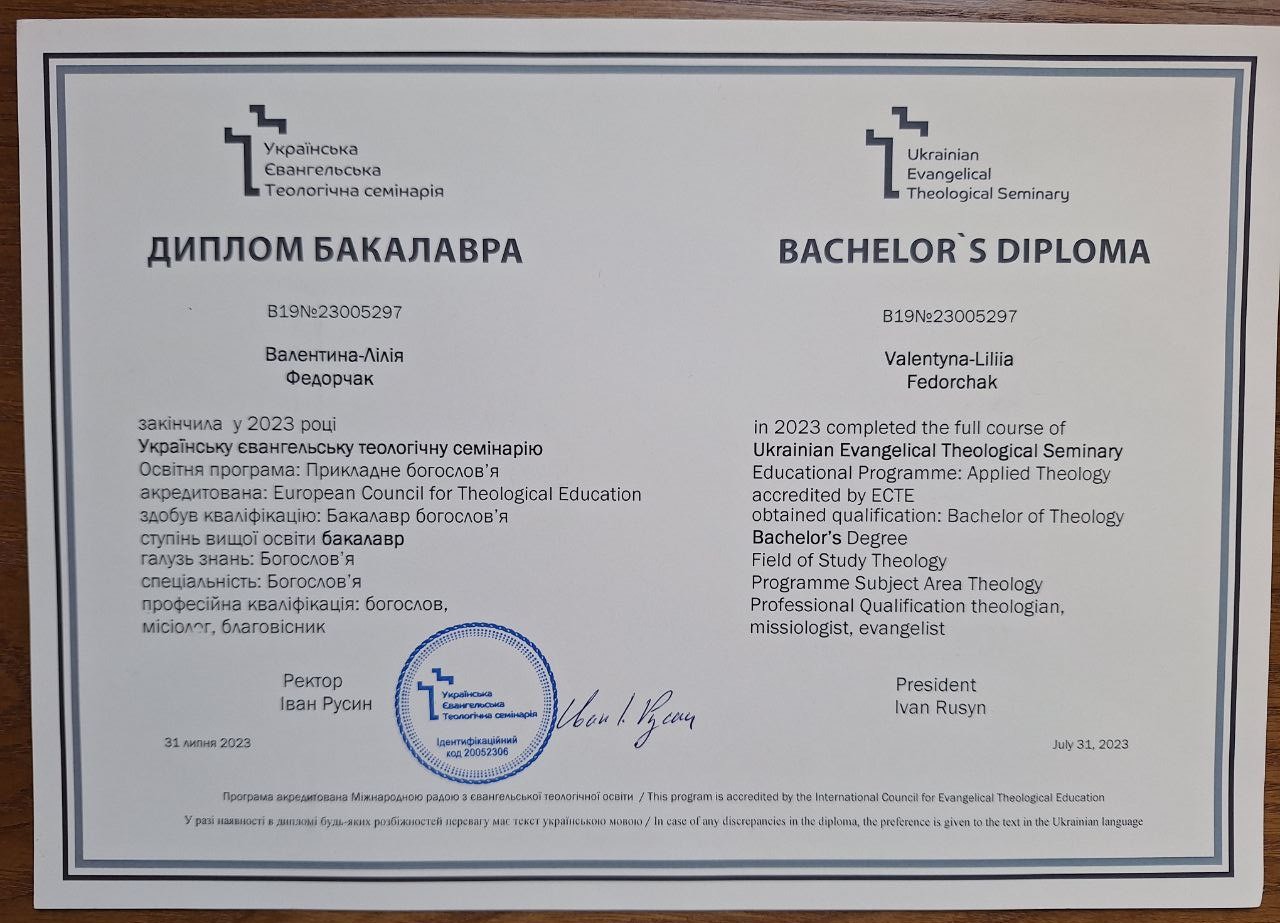 Українська
Євангельська
Теологічна семінарія
ДИПЛОМ БАКАЛАВРА
В19№23005297
Валентина-Лілія
Федорчак
закінчила у 2023 році
Українську євангельську теологічну семінарію
Освітня програма: Прикладне богослов’я
акредитована: European Council for Theological Education
здобув кваліфікацію: Бакалавр богослов’я
ступінь вищої освіти бакалавр
галузь знань: Богослов’я
спеціальність: Богослов’я
професійна кваліфікація: богослов,
місіолог, благовісник
Ректор
Іван Русин
31 липня 2023
Українська
Євангельська
Теологічна семінарія
Ідентифікаційний
код 20052306
Іван І. Русин
Ukrainian
Evangelical
Theological Seminary
BACHELOR`S DIPLOMA
B19№23005297
Valentyna-Liliia
Fedorchak
in 2023 completed the full course of
Ukrainian Evangelical Theological Seminary
Educational Programme: Applied Theology
accredited by ECTE
obtained qualification: Bachelor of Theology
Bachelor’s Degree
Field of Study Theology
Programme Subject Area Theology
Professional Qualification theologian,
missiologist, evangelist
President
Ivan Rusyn
July 31, 2023
Програма акредитована Міжнародною радою з євангельської теологічної освіти / This program is accredited by the International Council for Evangelical Theological Education
У разі наявності в дипломі будь-яких розбіжностей перевагу має текст українською мовою / In case of any discrepancies in the diploma, the preference is given to the text in the Ukrainian language